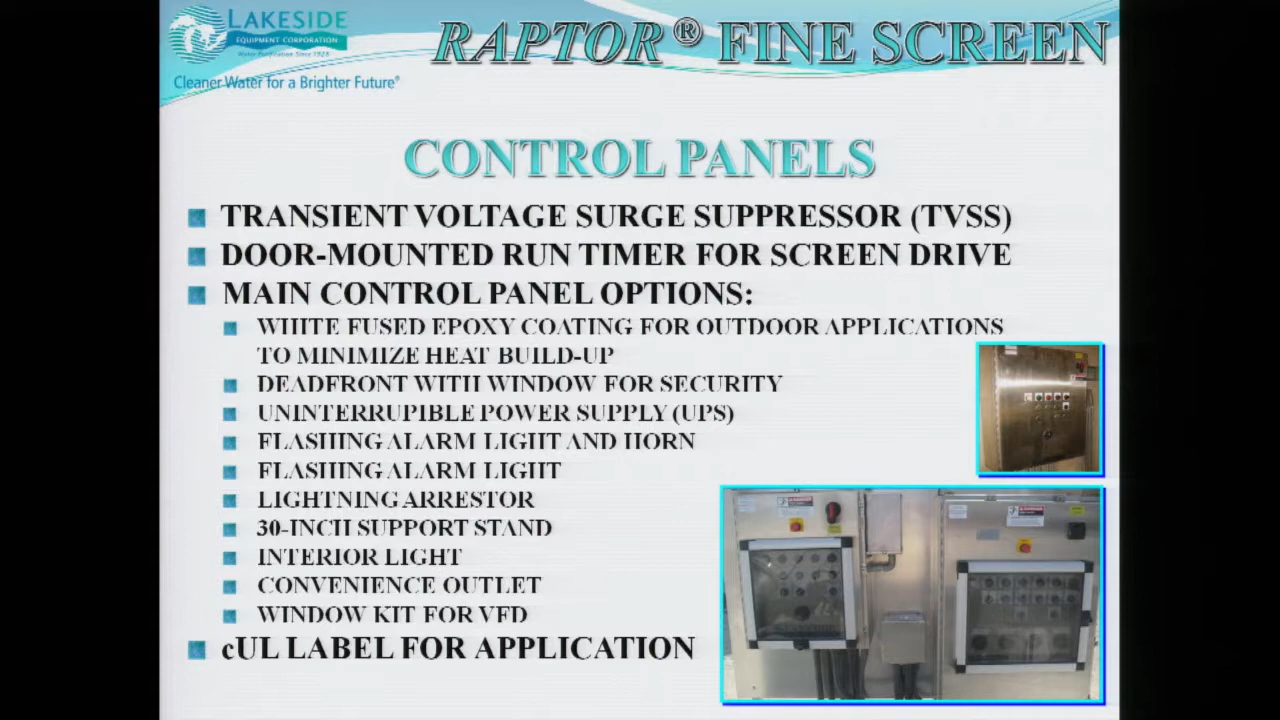 LAKESIDE
EQUIPMENT CORPORATION
Water Purification Since 1928
Cleaner Water for a Brighter Future®
RAPTOR® FINE SCREEN
CONTROL PANELS
TRANSIENT VOLTAGE SURGE SUPPRESSOR (TVSS)
DOOR-MOUNTED RUN TIMER FOR SCREEN DRIVE
MAIN CONTROL PANEL OPTIONS:
WHITE FUSED EPOXY COATING FOR OUTDOOR APPLICATIONS
TO MINIMIZE HEAT BUILD-UP
DEADFRONT WITH WINDOW FOR SECURITY
UNINTERRUPIBLE POWER SUPPLY (UPS)
FLASHING ALARM LIGHT AND HORN
FLASHING ALARM LIGHT
LIGHTNING ARRESTOR
30-INCH SUPPORT STAND
INTERIOR LIGHT
CONVENIENCE OUTLET
WINDOW KIT FOR VFD
cUL LABEL FOR APPLICATION